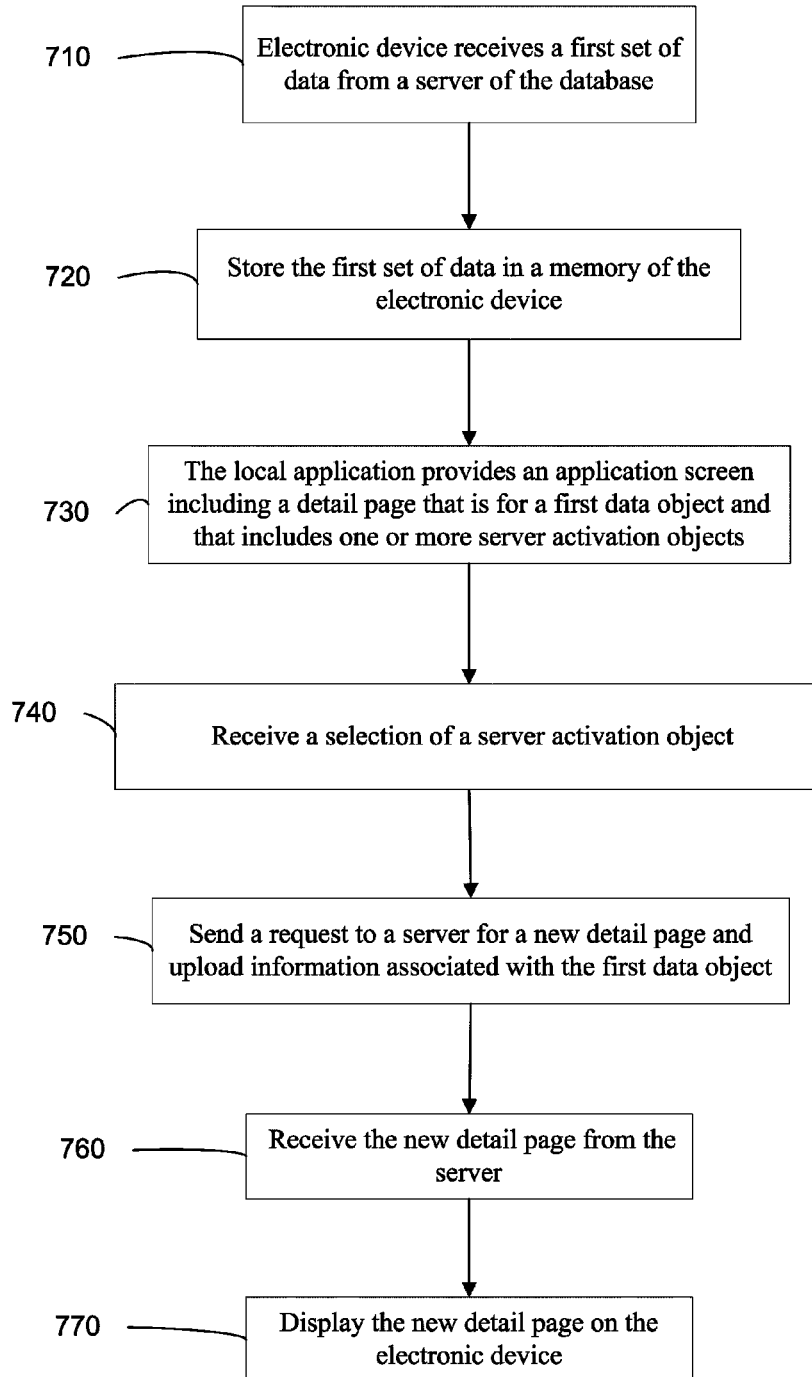 710
Electronic device receives a first set of
data from a server of the database
720
Store the first set of data in a memory of the
electronic device
730
The local application provides an application screen
including a detail page that is for a first data object and
that includes one or more server activation objects
740
Receive a selection of a server activation object
750
Send a request to a server for a new detail page and
upload information associated with the first data object
760
Receive the new detail page from the
server
770
Display the new detail page on the
electronic device